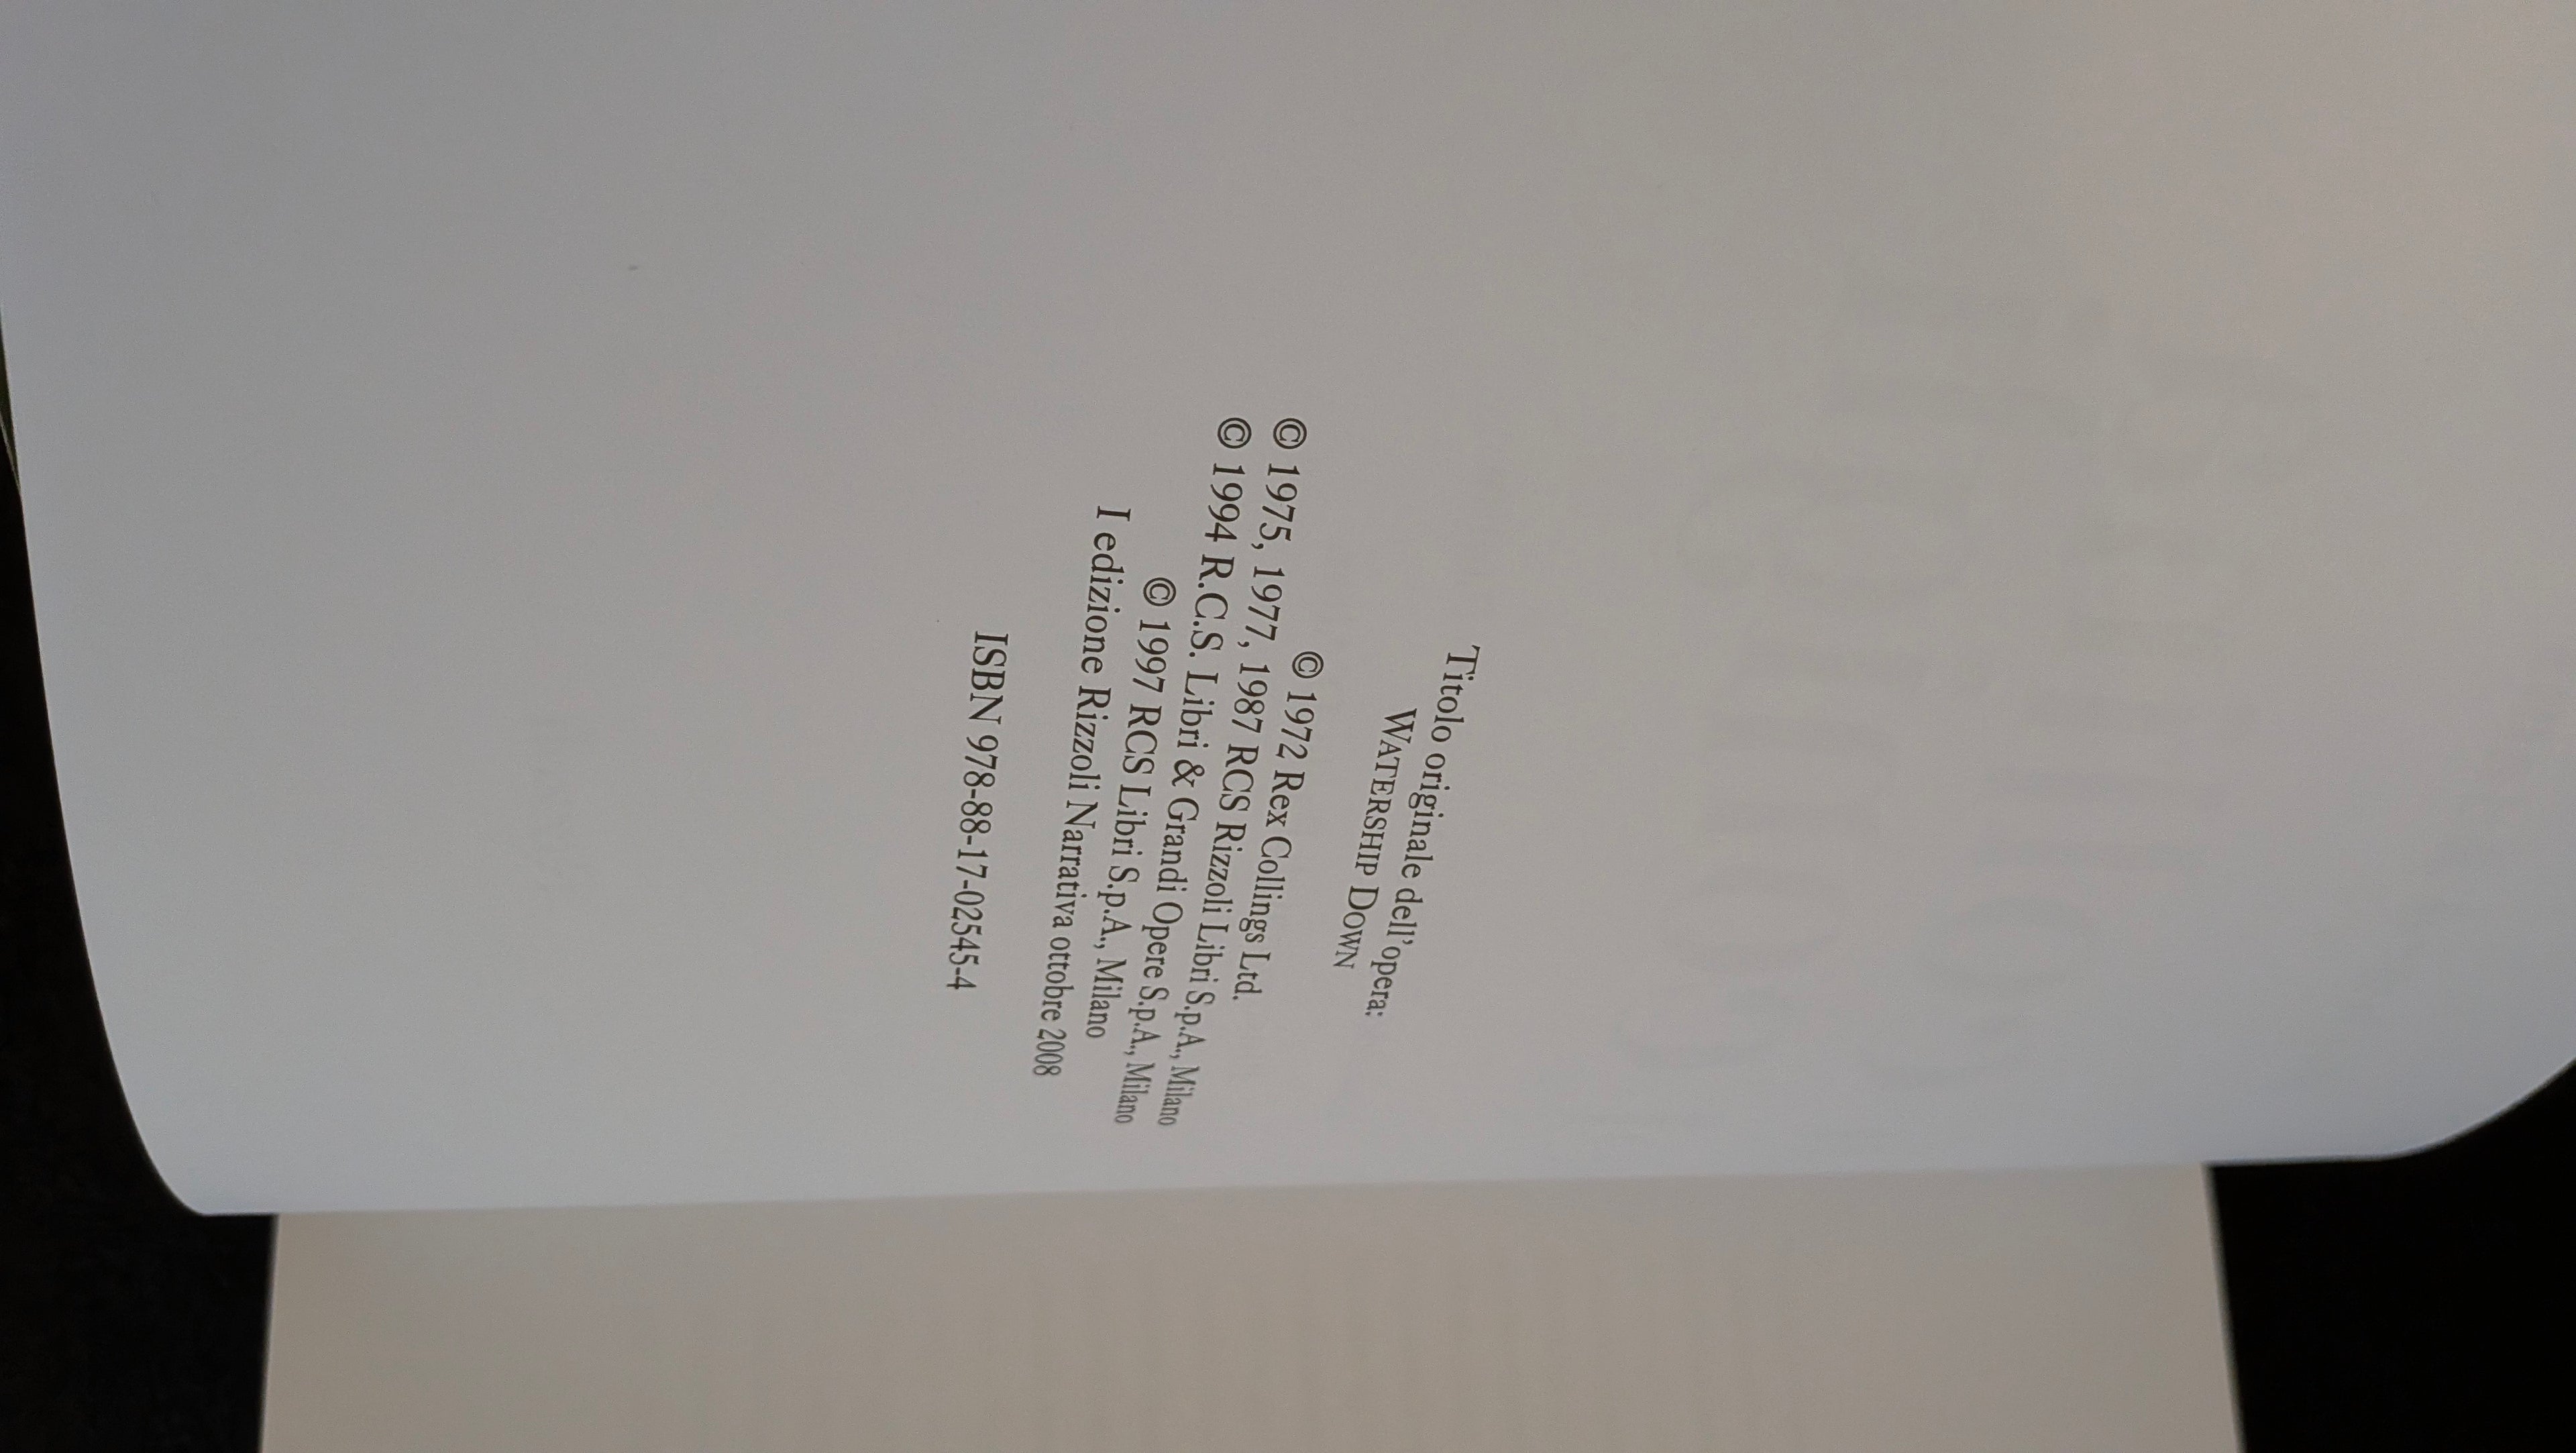 Titolo originale dell'opera:
WATERSHIP DOWN
© 1972 Rex Collings Ltd.
© 1975, 1977, 1987 RCS Rizzoli Libri S.p.A., Milano
© 1994 R.C.S. Libri & Grandi Opere S.p.A., Milano
© 1997 RCS Libri S.p.A., Milano
I edizione Rizzoli Narrativa ottobre 2008
ISBN 978-88-17-02545-4